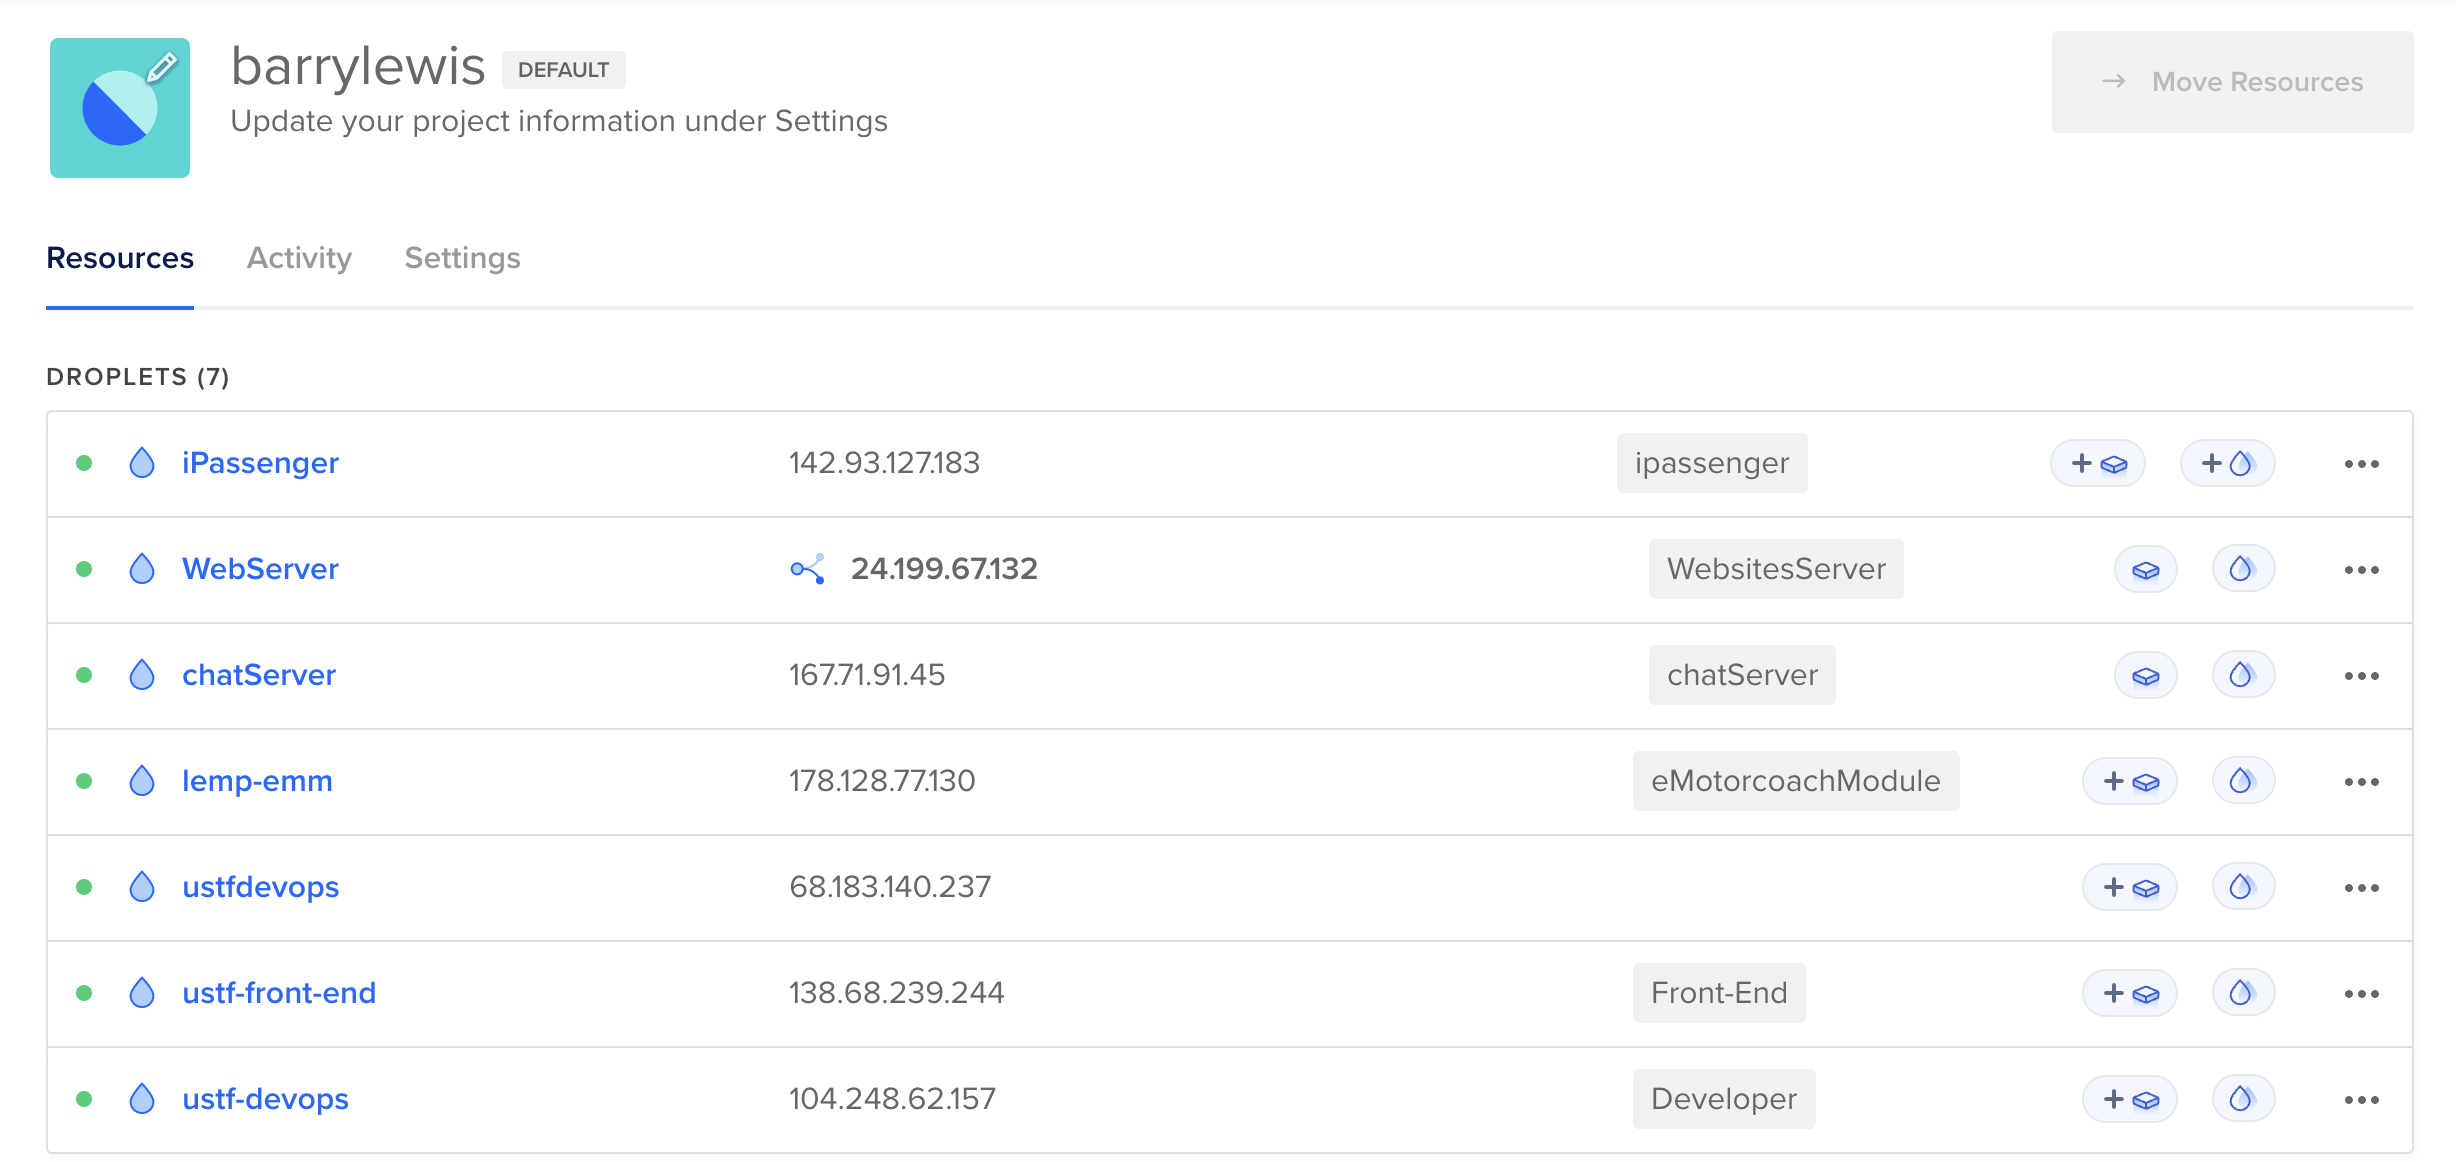 barrylewis DEFAULT
Update your project information under Settings
→ Move Resources
Resources Activity Settings
DROPLETS (7)
iPassenger 142.93.127.183 ipassenger
WebServer 24.199.67.132 WebsitesServer
chatServer 167.71.91.45 chatServer
lemp-emm 178.128.77.130 eMotorcoachModule
ustfdevops 68.183.140.237
ustf-front-end 138.68.239.244 Front-End
ustf-devops 104.248.62.157 Developer